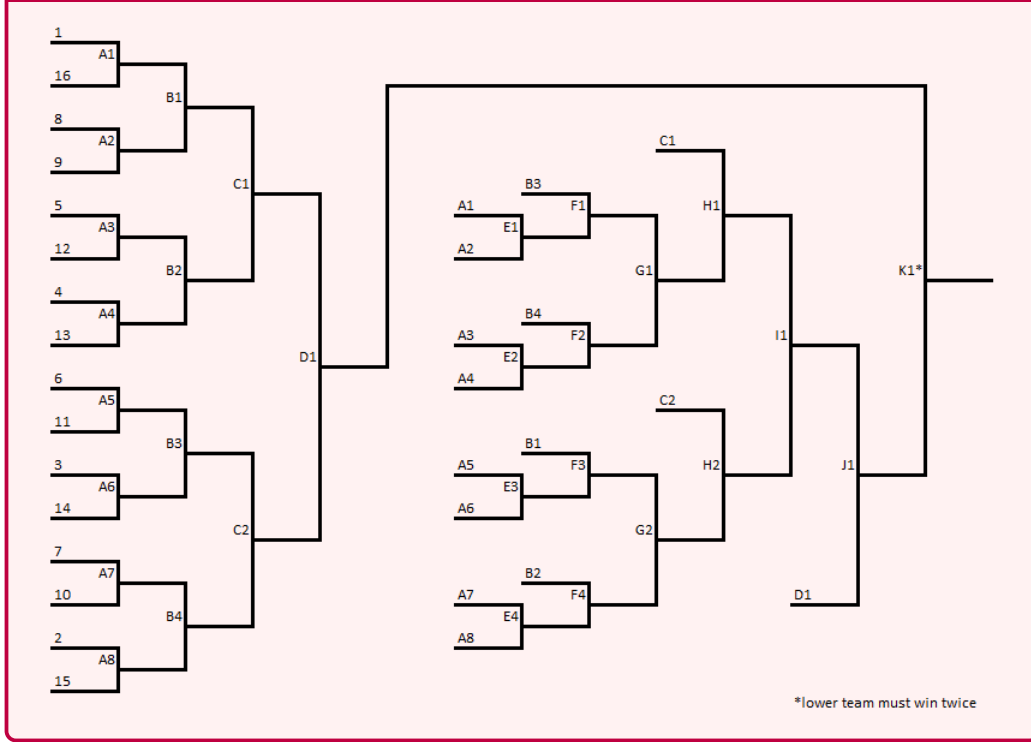 1
A1
16
B1
8
A2
9
C1
5
A3
12
B2
4
A4
13
D1
6
A5
11
B3
3
A6
14
C2
7
A7
10
B4
2
A8
15
C1
B3
A1
F1
H1
E1
A2
G1
K1*
B4
A3
F2
I1
E2
A4
C2
B1
A5
F3
H2
J1
E3
A6
G2
B2
A7
F4
D1
E4
A8
*lower team must win twice